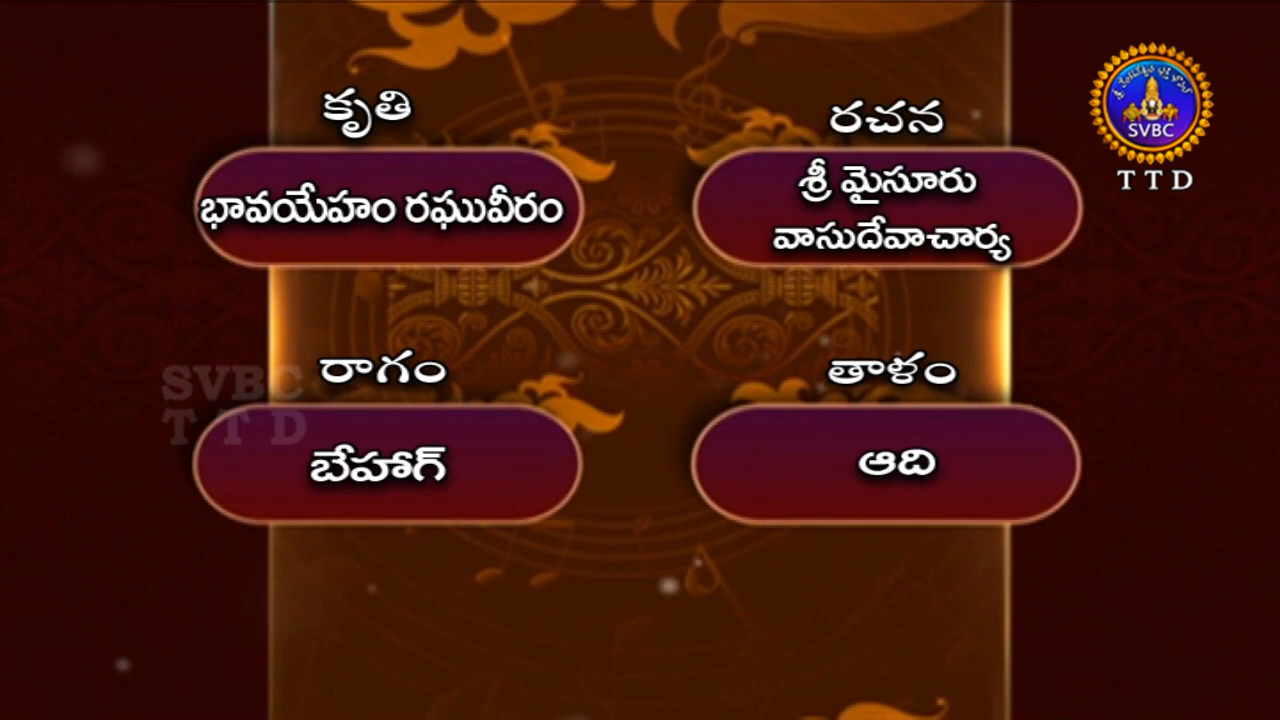 కృతి
భావయేహం రఘువీరం
రచన
శ్రీ మైసూరు
వాసుదేవాచార్య
రాగం
బేహాగ్
తాళం
ఆది
SVBC
TTD
SVBC
TTD